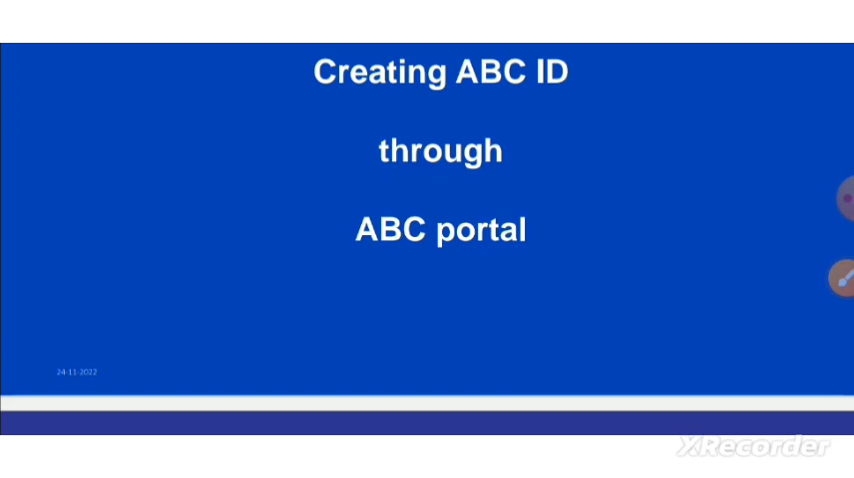 Creating ABC ID
through
ABC portal
24-11-2022
XRecorder